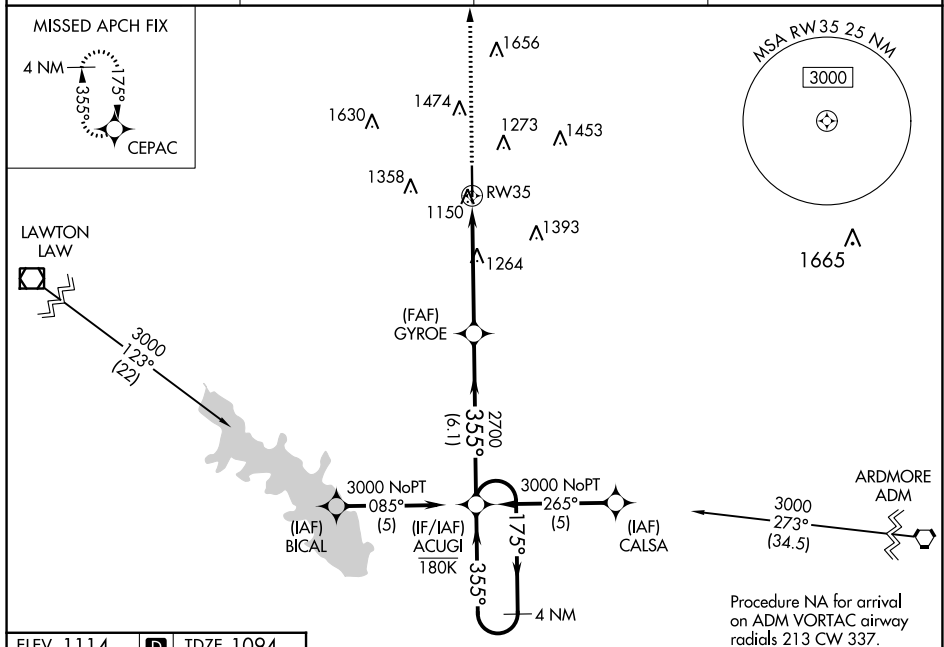 MISSED APCH FIX
4 NM
175°
355°
CEPAC
1656
1474
1630
1273
1453
1358
RW35
1150
1393
1264
MSA RW35 25 NM
3000
1665
LAWTON
LAW
3000
123°
(22)
(FAF)
GYROE
2700
355°
(6.1)
3000 NoPT
085°
(5)
(IAF)
BICAL
(IF/IAF)
ACUGI
180K
3000 NoPT
265°
(5)
(IAF)
CALSA
175°
355°
4 NM
ARDMORE
ADM
3000
273°
(34.5)
Procedure NA for arrival
on ADM VORTAC airway
radials 213 CW 337.
ELEV 1114 D TDZE 1094